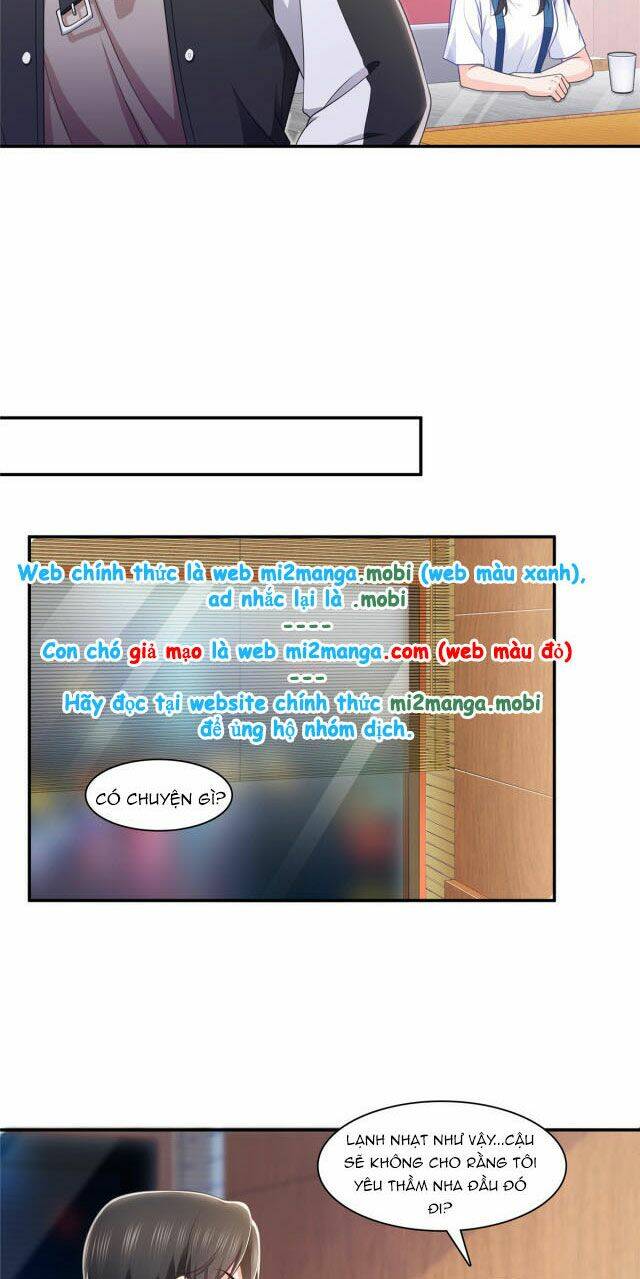 Web chính thức là web mi2manga.mobi (web màu xanh),
ad nhắc lại là .mobi
----
Con chó giả mạo là web mi2manga.com (web màu đỏ)
---
Hãy đọc tại website chính thức mi2manga.mobi
để ủng hộ nhóm dịch.
CÓ CHUYỆN GÌ?
LẠNH NHẠT NHƯ VẬY...CẬU
SẼ KHÔNG CHO RẰNG TÔI
YÊU THẦM NHA ĐẦU ĐÓ
ĐI?